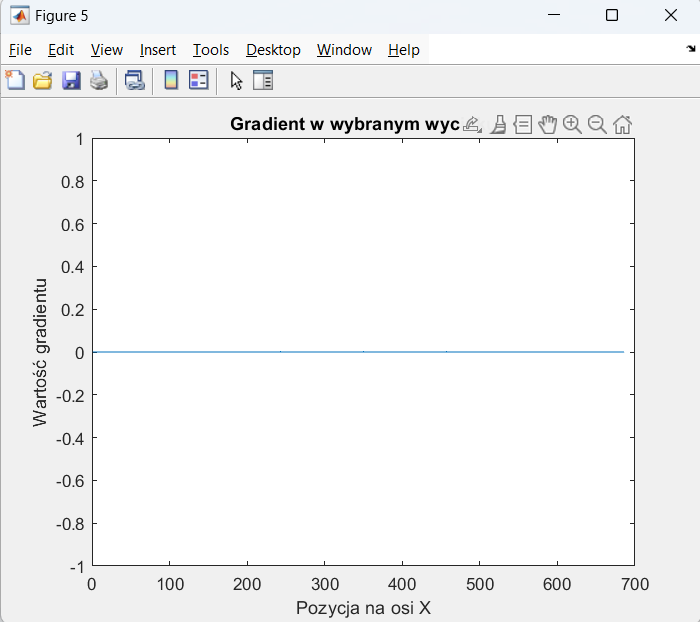 Figure 5
File Edit View Insert Tools Desktop Window Help
Gradient w wybranym wyc
1
0.8
0.6
0.4
0.2
0
-0.2
-0.4
-0.6
-0.8
-1
Wartość gradientu
0 100 200 300 400 500 600 700
Pozycja na osi X